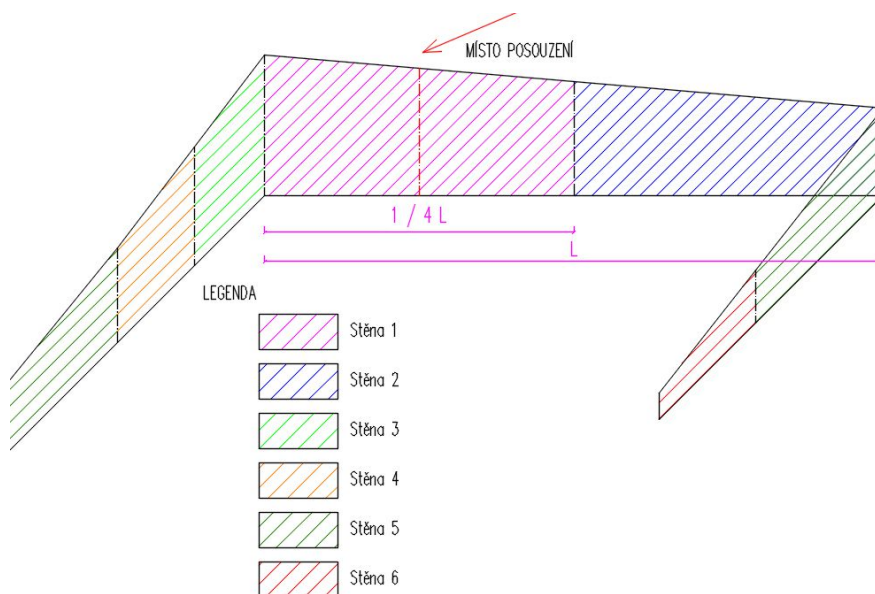 MÍSTO POSOUZENÍ
1 / 4 L
L
LEGENDA
Stěna 1
Stěna 2
Stěna 3
Stěna 4
Stěna 5
Stěna 6